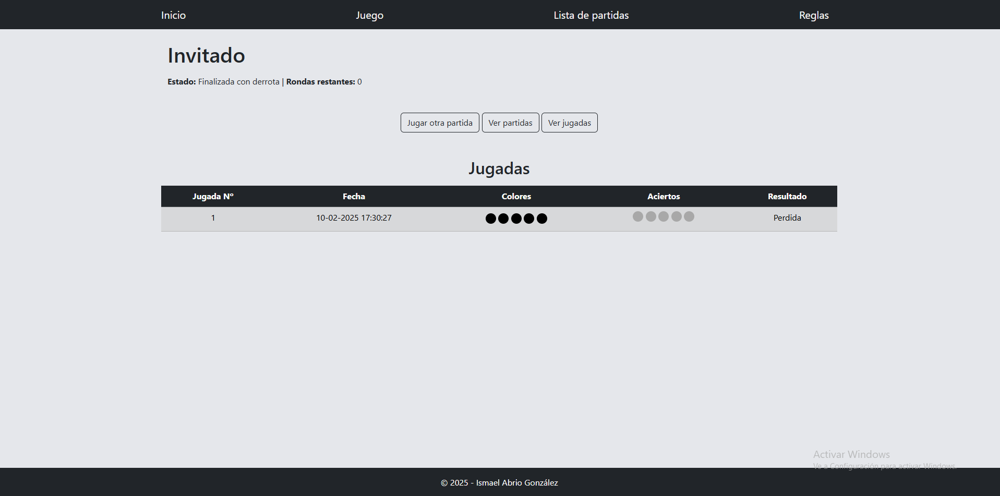 Inicio Juego Lista de partidas Reglas
Invitado
Estado: Finalizada con derrota | Rondas restantes: 0
Jugar otra partida Ver partidas Ver jugadas
Jugadas
Jugada Nº Fecha Colores Aciertos Resultado
1 10-02-2025 17:30:27 Perdida
Activar Windows
Ve a Configuración para activar Windows.
© 2025 - Ismael Abrio González